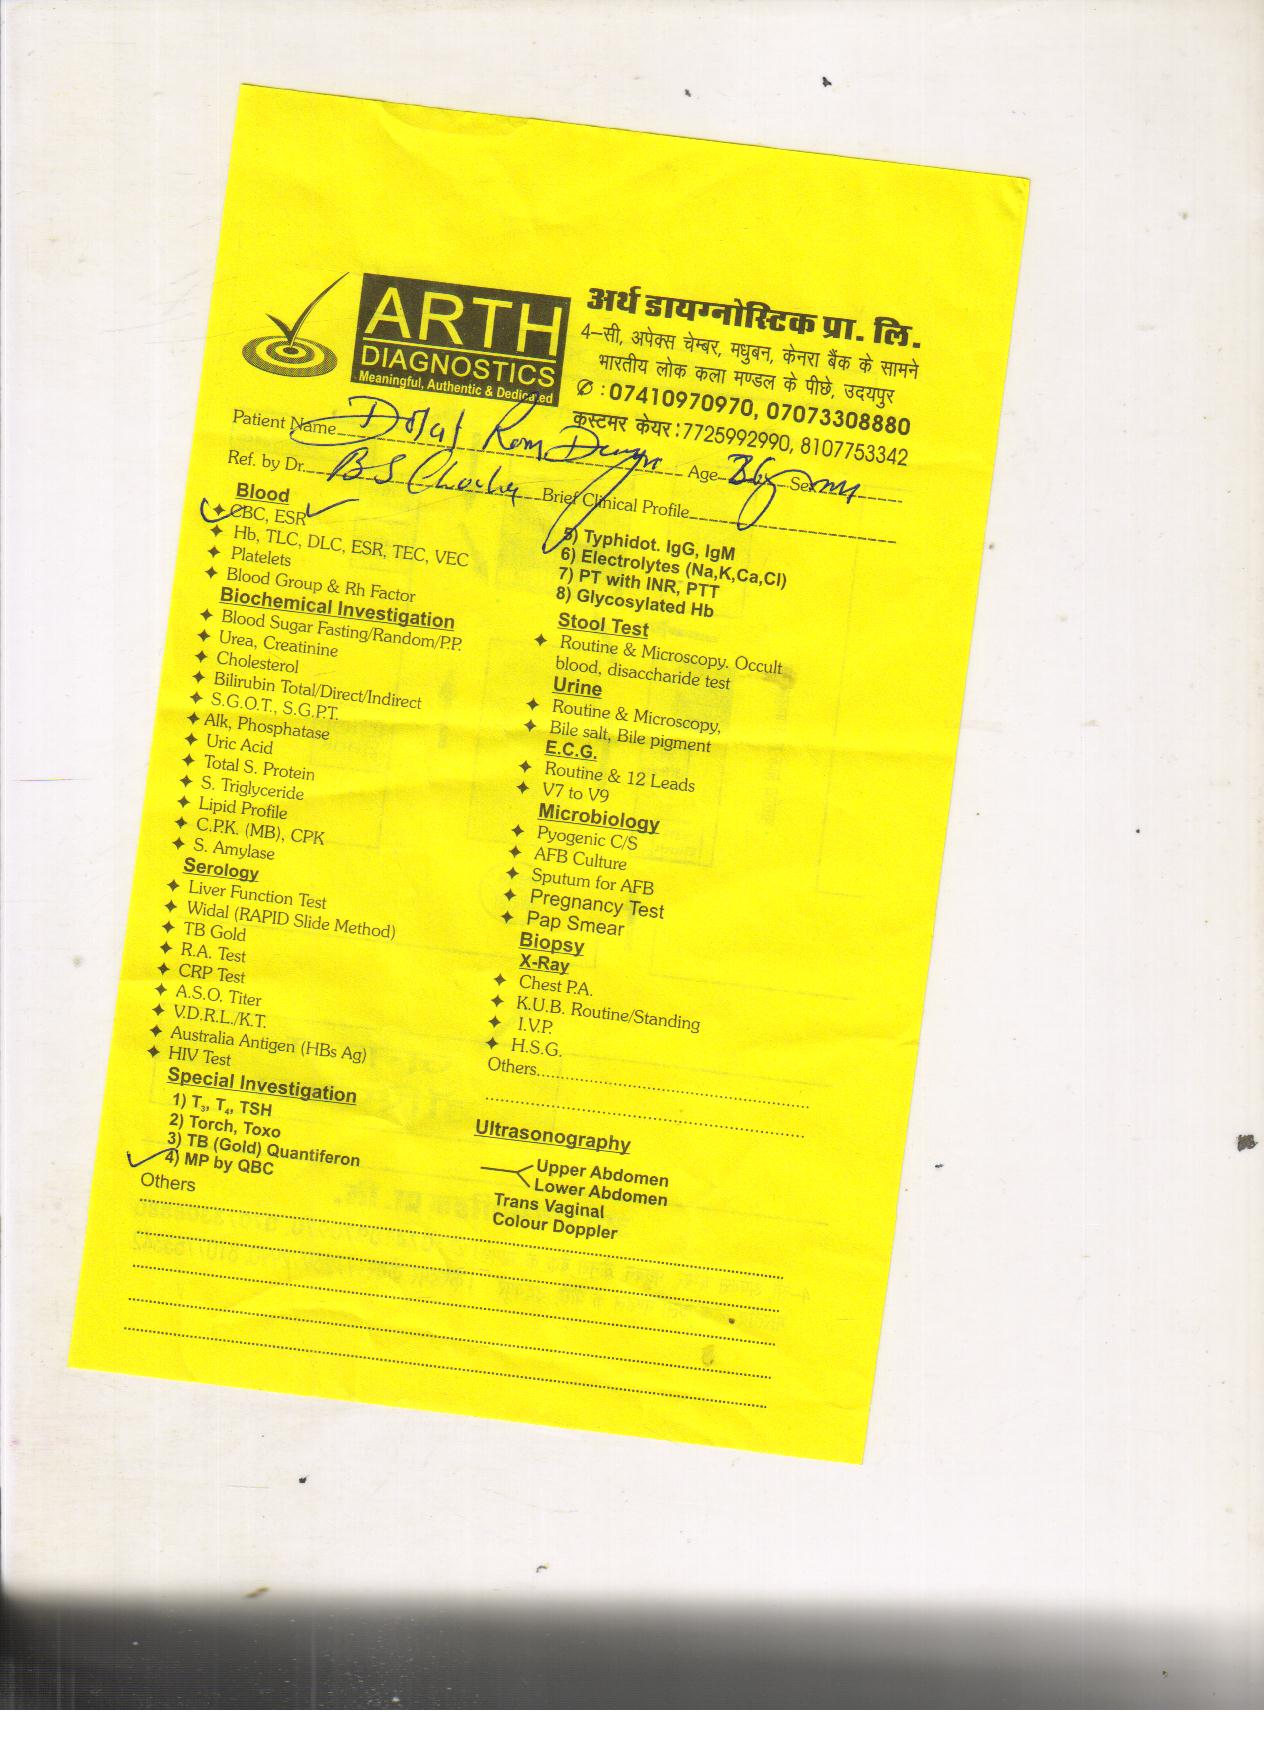 ARTH
DIAGNOSTICS
Meaningful, Authentic & Dedicated
अर्थ डायग्नोस्टिक प्रा. लि.
4–सी, अपेक्स चेम्बर, मधुबन, केनरा बैंक के सामने
भारतीय लोक कला मण्डल के पीछे, उदयपुर
✆ : 07410970970, 07073308880
कस्टमर केयर : 7725992990, 8107753342
Patient Name Dolat Ram Age 36y Sex m
Ref. by Dr. BS Brief Clinical Profile
Blood
CBC, ESR
Hb, TLC, DLC, ESR, TEC, VEC
Platelets
Blood Group & Rh Factor
Biochemical Investigation
Blood Sugar Fasting/Random/P.P.
Urea, Creatinine
Cholesterol
Bilirubin Total/Direct/Indirect
S.G.O.T., S.G.P.T.
Alk, Phosphatase
Uric Acid
Total S. Protein
S. Triglyceride
Lipid Profile
C.P.K. (MB), CPK
S. Amylase
Serology
Liver Function Test
Widal (RAPID Slide Method)
TB Gold
R.A. Test
CRP Test
A.S.O. Titer
V.D.R.L./K.T.
Australia Antigen (HBs Ag)
HIV Test
Special Investigation
1) T₃, T₄, TSH
2) Torch, Toxo
3) TB (Gold) Quantiferon
4) MP by QBC
Others
5) Typhidot. IgG, IgM
6) Electrolytes (Na,K,Ca,Cl)
7) PT with INR, PTT
8) Glycosylated Hb
Stool Test
Routine & Microscopy. Occult
blood, disaccharide test
Urine
Routine & Microscopy,
Bile salt, Bile pigment
E.C.G.
Routine & 12 Leads
V7 to V9
Microbiology
Pyogenic C/S
AFB Culture
Sputum for AFB
Pregnancy Test
Pap Smear
Biopsy
X-Ray
Chest P.A.
K.U.B. Routine/Standing
I.V.P.
H.S.G.
Others
Ultrasonography
Upper Abdomen
Lower Abdomen
Trans Vaginal
Colour Doppler